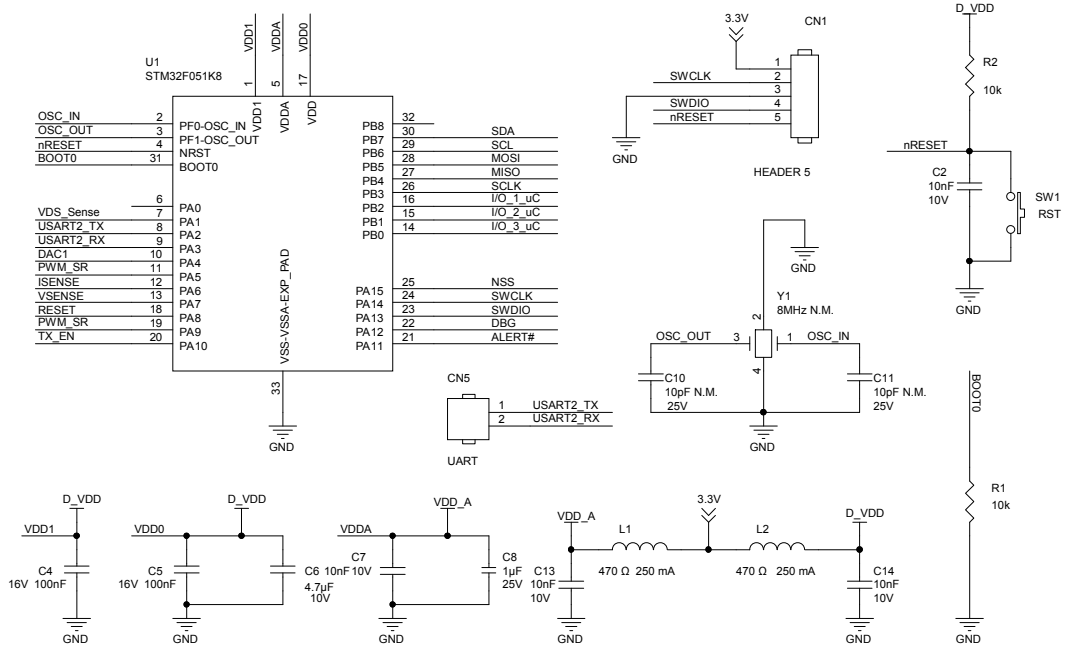 U1
STM32F051K8
VDD1
VDDA
VDD0
1
5
17
VDD1
VDDA
VDD
OSC_IN 2 PF0-OSC_IN
OSC_OUT 3 PF1-OSC_OUT
nRESET 4 NRST
BOOT0 31 BOOT0
6 PA0
VDS_Sense 7 PA1
USART2_TX 8 PA2
USART2_RX 9 PA3
DAC1 10 PA4
PWM_SR 11 PA5
ISENSE 12 PA6
VSENSE 13 PA7
RESET 18 PA8
PWM_SR 19 PA9
TX_EN 20 PA10
PB8 32
PB7 30 SDA
PB6 29 SCL
PB5 28 MOSI
PB4 27 MISO
PB3 26 SCLK
PB2 16 I/O_1_uC
PB1 15 I/O_2_uC
PB0 14 I/O_3_uC
PA15 25 NSS
PA14 24 SWCLK
PA13 23 SWDIO
PA12 22 DBG
PA11 21 ALERT#
VSS-VSSA-EXP_PAD
33
GND
3.3V
CN1
1
SWCLK 2
3
SWDIO 4
nRESET 5
GND
HEADER 5
D_VDD
R2
10k
nRESET
C2
10nF
10V
SW1
RST
GND
GND
Y1
8MHz N.M.
2
OSC_OUT 3
1 OSC_IN
4
C10
10pF N.M.
25V
C11
10pF N.M.
25V
GND
CN5
1 USART2_TX
2 USART2_RX
UART
BOOT0
R1
10k
GND
D_VDD
VDD1
C4
16V 100nF
GND
D_VDD
VDD0
C5
16V 100nF
C6
4.7µF
10V
GND
VDD_A
VDDA
C7
10nF 10V
C8
1µF
25V
GND
VDD_A
L1
3.3V
L2
D_VDD
470 Ω 250 mA
470 Ω 250 mA
C13
10nF
10V
C14
10nF
10V
GND
GND